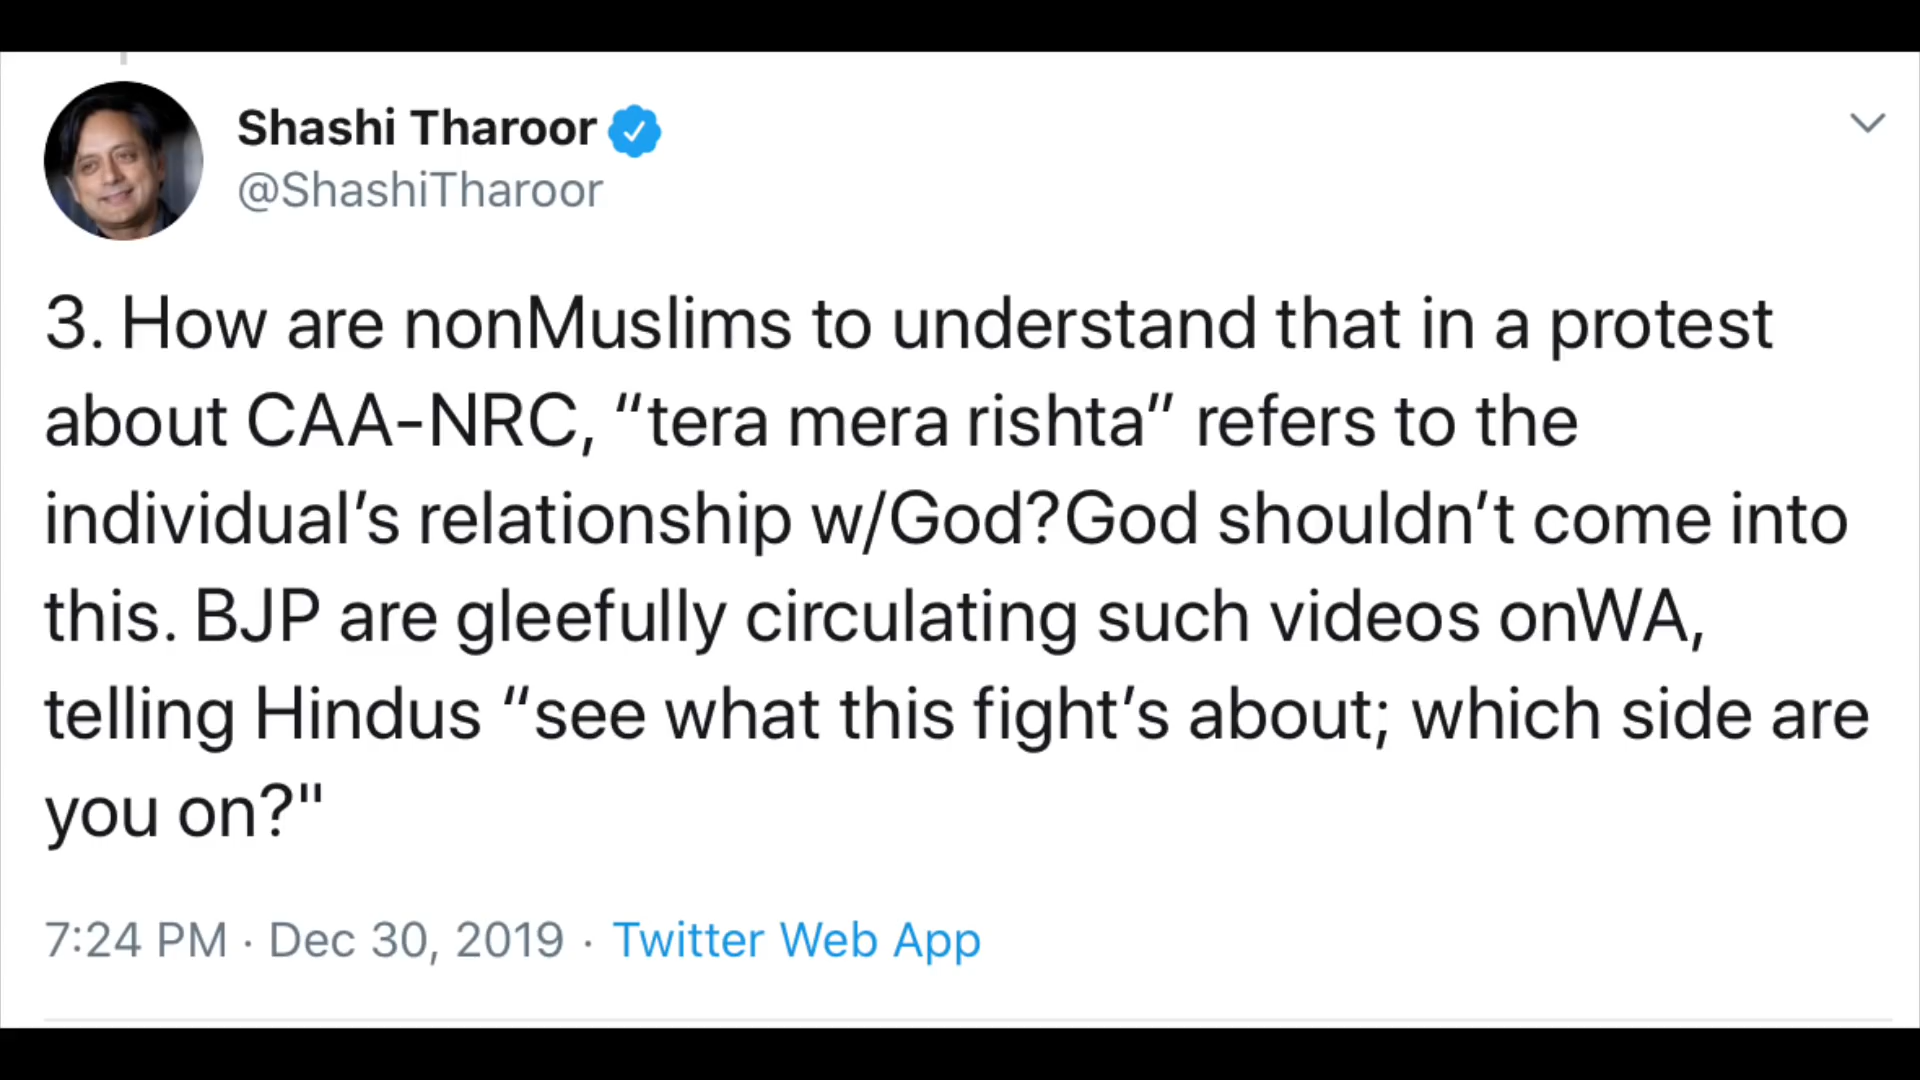 Shashi Tharoor
@ShashiTharoor
3. How are nonMuslims to understand that in a protest
about CAA-NRC, “tera mera rishta” refers to the
individual’s relationship w/God?God shouldn’t come into
this. BJP are gleefully circulating such videos onWA,
telling Hindus “see what this fight’s about; which side are
you on?"
7:24 PM · Dec 30, 2019 · Twitter Web App